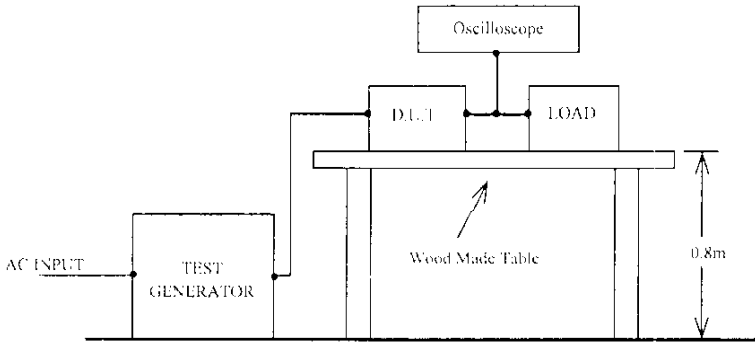 Oscilloscope
D.U.T
LOAD
AC INPUT
TEST
GENERATOR
Wood Made Table
0.8m